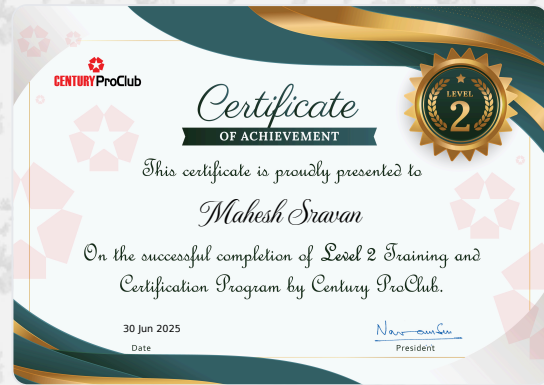 CENTURY ProClub
Certificate
OF ACHIEVEMENT
LEVEL
2
This certificate is proudly presented to
Mahesh Sravan
On the successful completion of Level 2 Training and
Certification Program by Century ProClub.
30 Jun 2025
Date
President